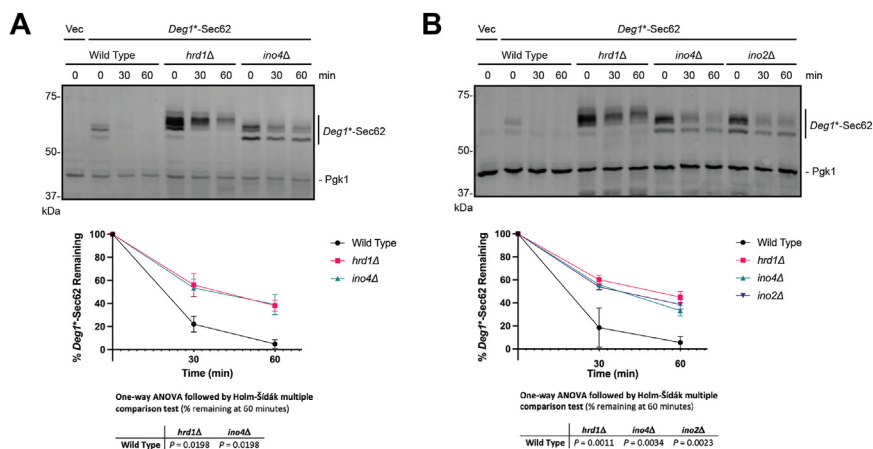 A
Vec
Deg1*-Sec62
Wild Type hrd1Δ ino4Δ
0 0 30 60 0 30 60 0 30 60 min
75-
Deg1*-Sec62
50-
- Pgk1
37-
kDa
% Deg1*-Sec62 Remaining
100
80
60
40
20
0
30 60
Time (min)
Wild Type
hrd1Δ
ino4Δ
One-way ANOVA followed by Holm-Šídák multiple
comparison test (% remaining at 60 minutes)
hrd1Δ ino4Δ
Wild Type P = 0.0198 P = 0.0198
B
Vec
Deg1*-Sec62
Wild Type hrd1Δ ino4Δ ino2Δ
0 0 30 60 0 30 60 0 30 60 0 30 60 min
75-
Deg1*-Sec62
50-
- Pgk1
37-
kDa
% Deg1*-Sec62 Remaining
100
80
60
40
20
0
30 60
Time (min)
Wild Type
hrd1Δ
ino4Δ
ino2Δ
One-way ANOVA followed by Holm-Šídák multiple
comparison test (% remaining at 60 minutes)
hrd1Δ ino4Δ ino2Δ
Wild Type P = 0.0011 P = 0.0034 P = 0.0023